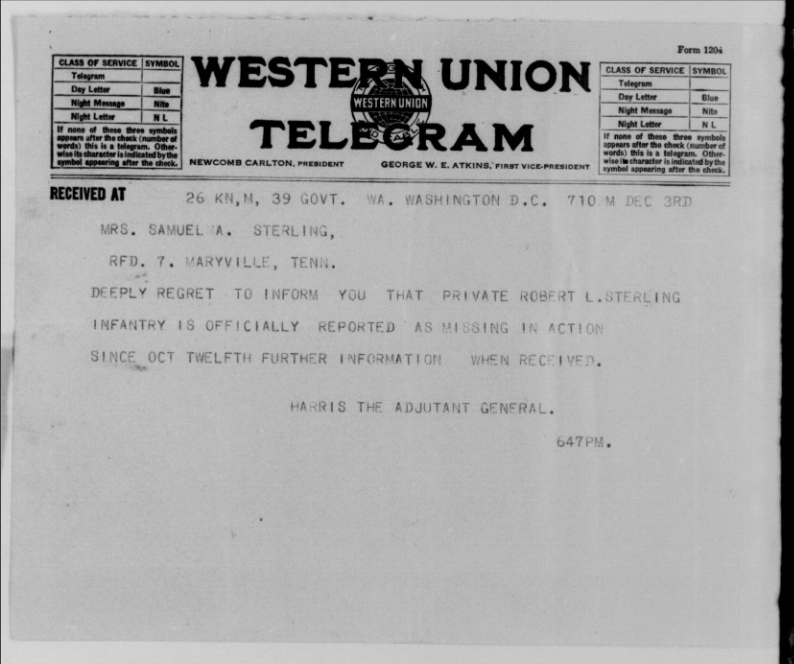 Form 1204
CLASS OF SERVICE SYMBOL
Telegram
Day Letter Blue
Night Message Nite
Night Letter N L
If none of these three symbols
appears after the check (number of
words) this is a telegram. Other-
wise its character is indicated by the
symbol appearing after the check.
WESTERN UNION
WESTERN UNION
TELEGRAM
NEWCOMB CARLTON, PRESIDENT GEORGE W. E. ATKINS, FIRST VICE-PRESIDENT
CLASS OF SERVICE SYMBOL
Telegram
Day Letter Blue
Night Message Nite
Night Letter N L
If none of these three symbols
appears after the check (number of
words) this is a telegram. Other-
wise its character is indicated by the
symbol appearing after the check.
RECEIVED AT 26 KN,M, 39 GOVT. WA. WASHINGTON D.C. 710 M DEC 3RD
MRS. SAMUEL A. STERLING,
RFD. 7. MARYVILLE, TENN.
DEEPLY REGRET TO INFORM YOU THAT PRIVATE ROBERT L.STERLING
INFANTRY IS OFFICIALLY REPORTED AS MISSING IN ACTION
SINCE OCT TWELFTH FURTHER INFORMATION WHEN RECEIVED.
HARRIS THE ADJUTANT GENERAL.
647PM.